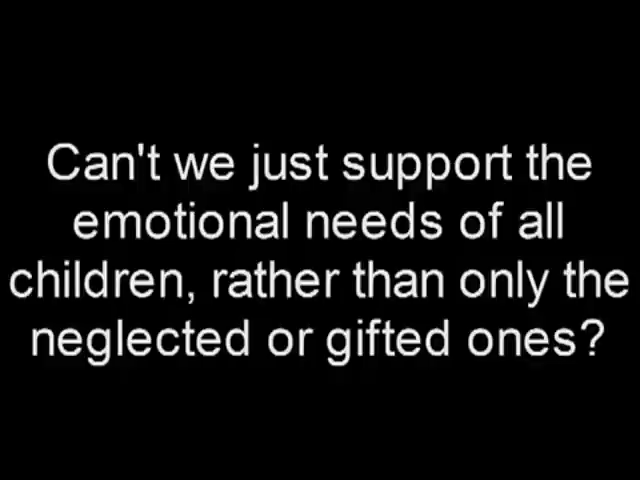 Can't we just support the
emotional needs of all
children, rather than only the
neglected or gifted ones?